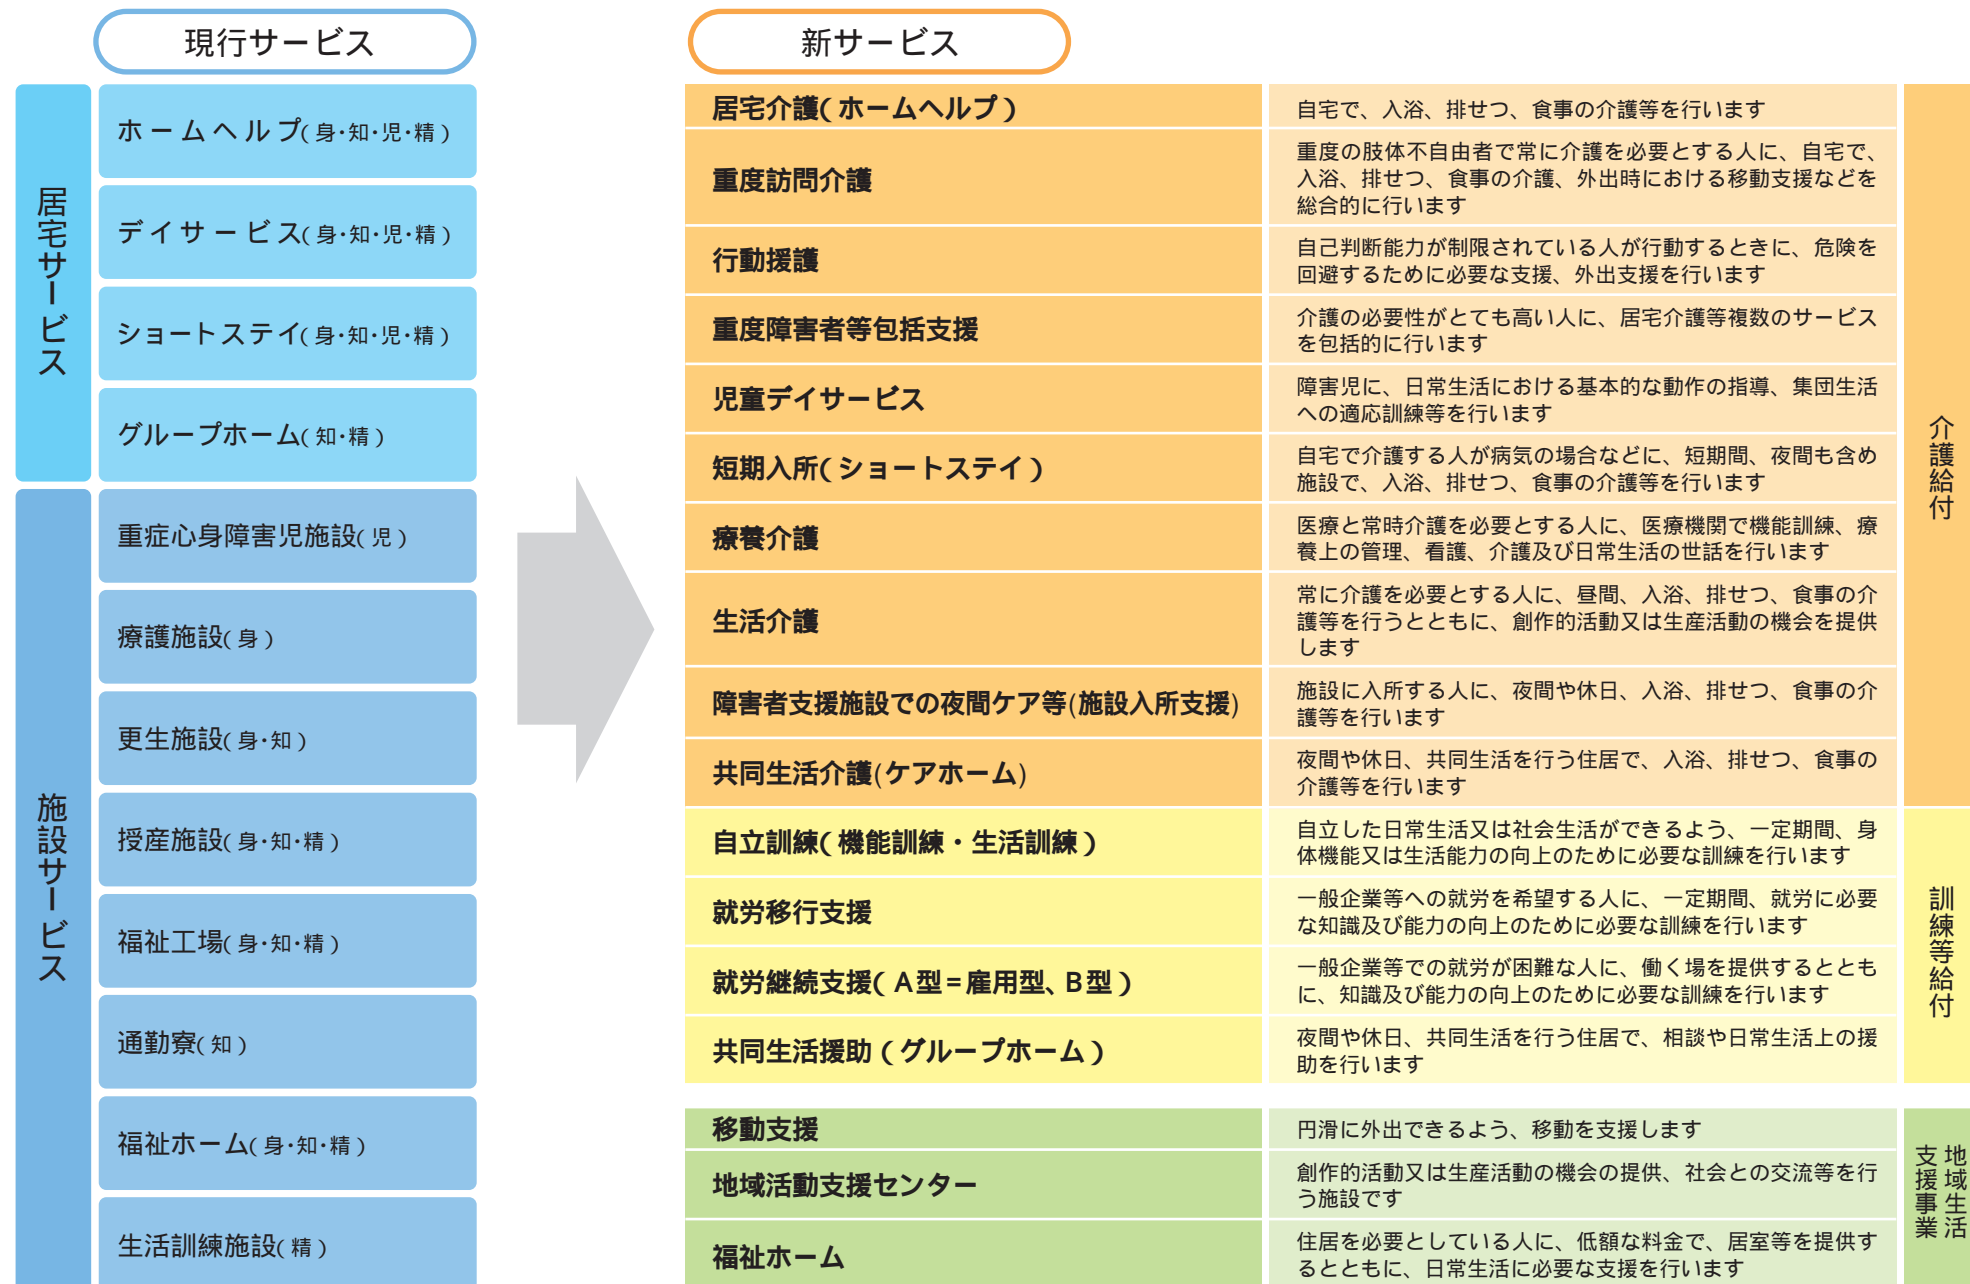 現行サービス
居宅サービス
ホームヘルプ(身・知・児・精)
デイサービス(身・知・児・精)
ショートステイ(身・知・児・精)
グループホーム(知・精)
施設サービス
重症心身障害児施設(児)
療護施設(身)
更生施設(身・知)
授産施設(身・知・精)
福祉工場(身・知・精)
通勤寮(知)
福祉ホーム(身・知・精)
生活訓練施設(精)
新サービス
居宅介護(ホームヘルプ)
自宅で、入浴、排せつ、食事の介護等を行います
重度訪問介護
重度の肢体不自由者で常に介護を必要とする人に、自宅で、
入浴、排せつ、食事の介護、外出時における移動支援などを
総合的に行います
行動援護
自己判断能力が制限されている人が行動するときに、危険を
回避するために必要な支援、外出支援を行います
重度障害者等包括支援
介護の必要性がとても高い人に、居宅介護等複数のサービス
を包括的に行います
児童デイサービス
障害児に、日常生活における基本的な動作の指導、集団生活
への適応訓練等を行います
短期入所(ショートステイ)
自宅で介護する人が病気の場合などに、短期間、夜間も含め
施設で、入浴、排せつ、食事の介護等を行います
療養介護
医療と常時介護を必要とする人に、医療機関で機能訓練、療
養上の管理、看護、介護及び日常生活の世話を行います
生活介護
常に介護を必要とする人に、昼間、入浴、排せつ、食事の介
護等を行うとともに、創作的活動又は生産活動の機会を提供
します
障害者支援施設での夜間ケア等(施設入所支援)
施設に入所する人に、夜間や休日、入浴、排せつ、食事の介
護等を行います
共同生活介護(ケアホーム)
夜間や休日、共同生活を行う住居で、入浴、排せつ、食事の
介護等を行います
介護給付
自立訓練(機能訓練・生活訓練)
自立した日常生活又は社会生活ができるよう、一定期間、身
体機能又は生活能力の向上のために必要な訓練を行います
就労移行支援
一般企業等への就労を希望する人に、一定期間、就労に必要
な知識及び能力の向上のために必要な訓練を行います
就労継続支援(A型=雇用型、B型)
一般企業等での就労が困難な人に、働く場を提供するととも
に、知識及び能力の向上のために必要な訓練を行います
共同生活援助(グループホーム)
夜間や休日、共同生活を行う住居で、相談や日常生活上の援
助を行います
訓練等給付
移動支援
円滑に外出できるよう、移動を支援します
地域活動支援センター
創作的活動又は生産活動の機会の提供、社会との交流等を行
う施設です
福祉ホーム
住居を必要としている人に、低額な料金で、居室等を提供す
るとともに、日常生活に必要な支援を行います
地域生活
支援事業